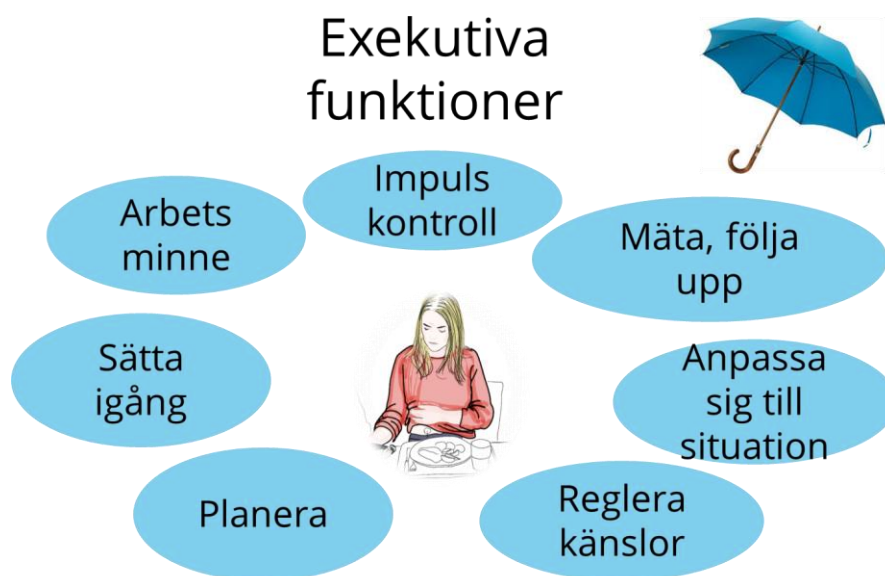 Exekutiva
funktioner
Impuls
kontroll
Arbets
minne
Mäta, följa
upp
Sätta
igång
Anpassa
sig till
situation
Planera
Reglera
känslor